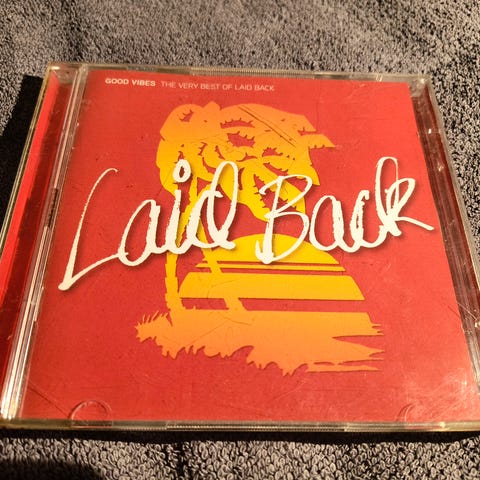 GOOD VIBES THE VERY BEST OF LAID BACK
Laid Back